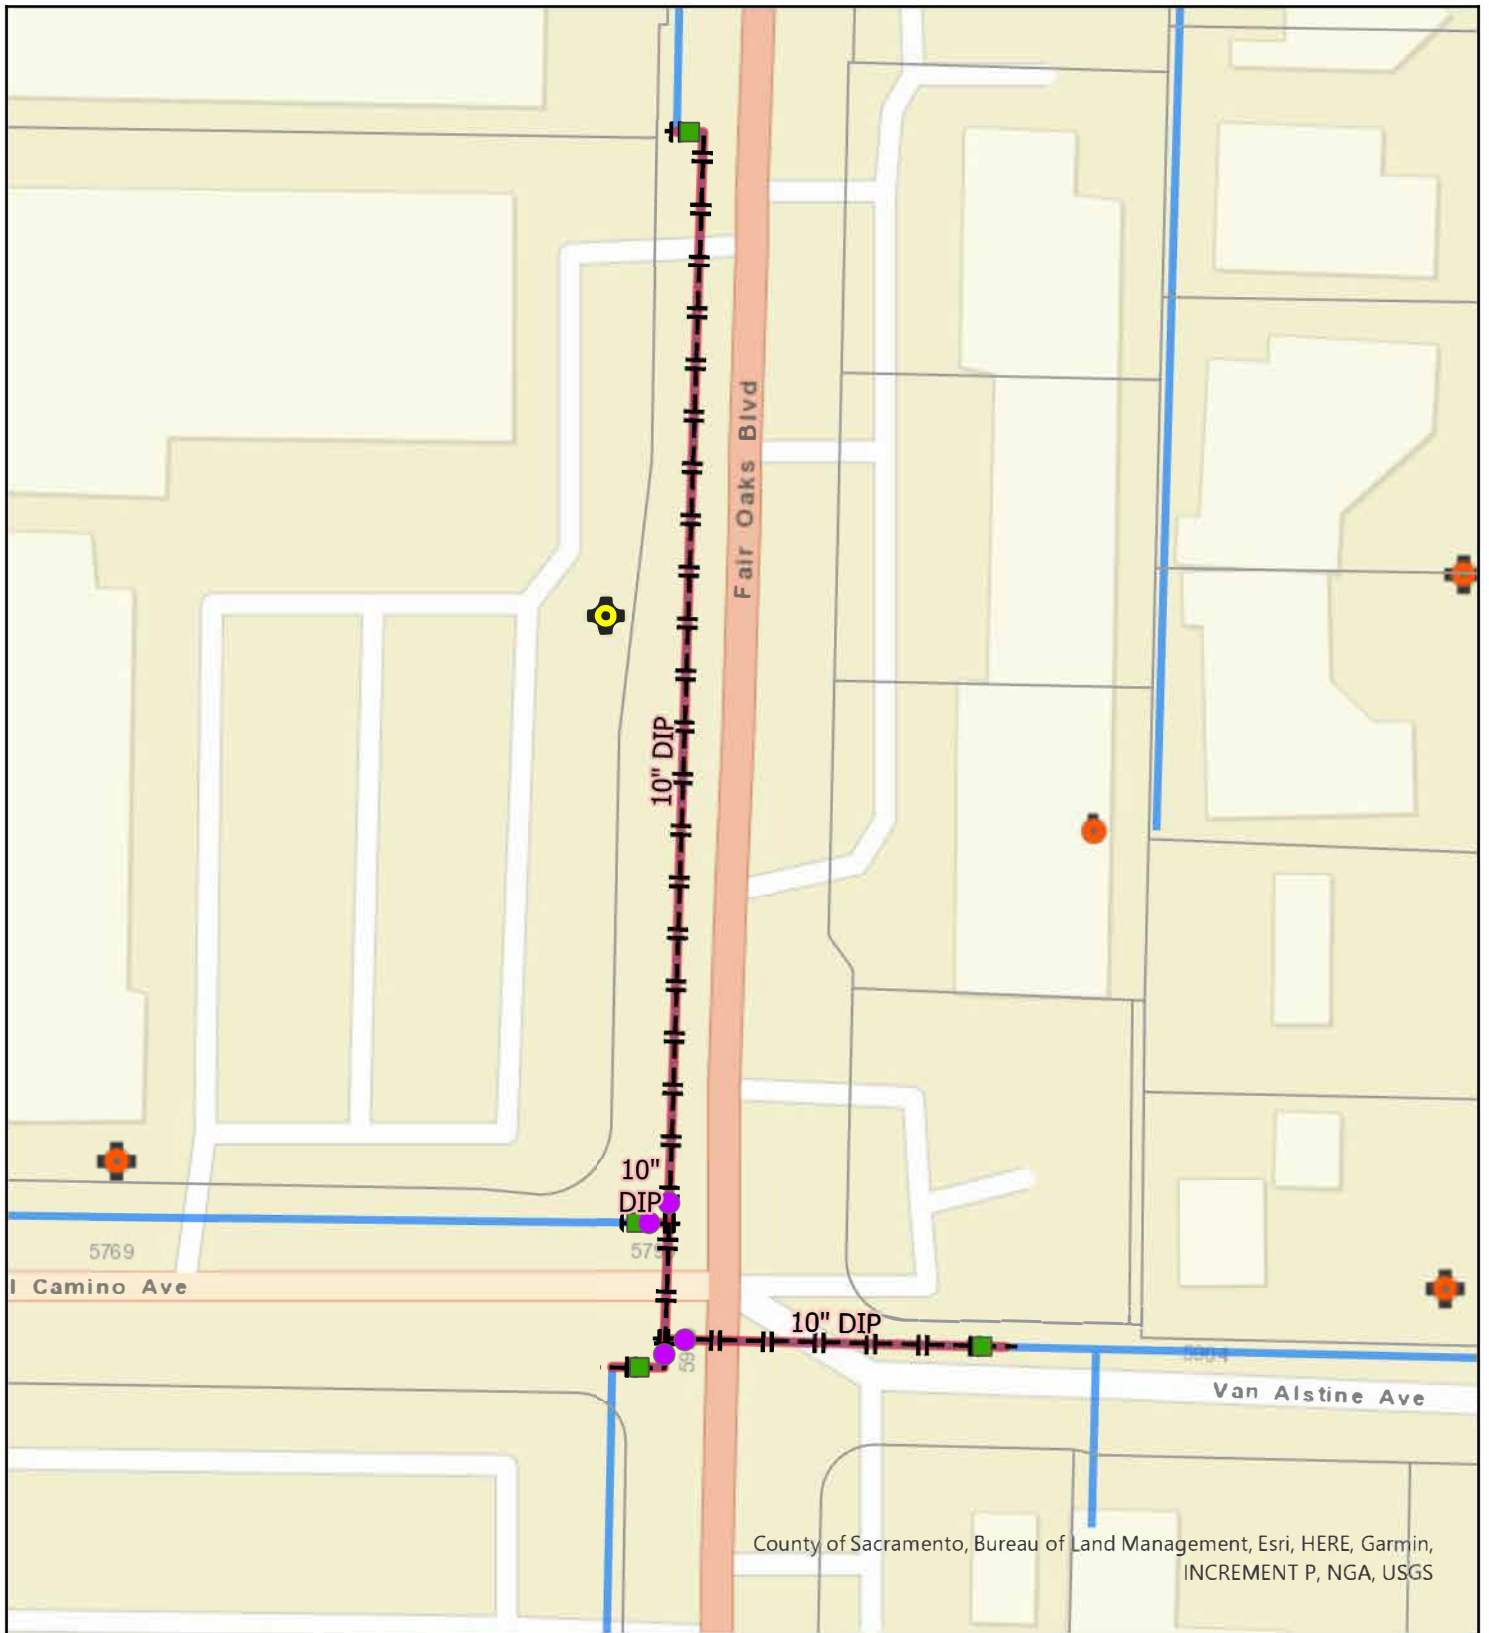 Fair Oaks Blvd
10" DIP
10"
DIP
5769
l Camino Ave
10" DIP
5904
Van Alstine Ave
County of Sacramento, Bureau of Land Management, Esri, HERE, Garmin,
INCREMENT P, NGA, USGS